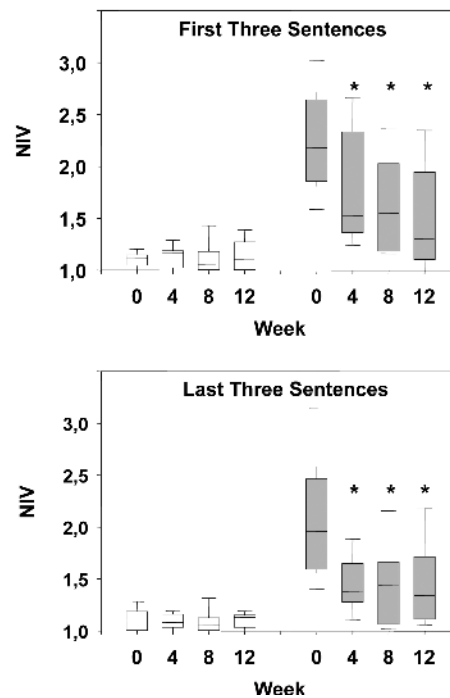 First Three Sentences
3,0
* * *
2,5
NIV
2,0
1,5
1,0
0 4 8 12 0 4 8 12
Week
Last Three Sentences
3,0
2,5
* * *
NIV
2,0
1,5
1,0
0 4 8 12 0 4 8 12
Week